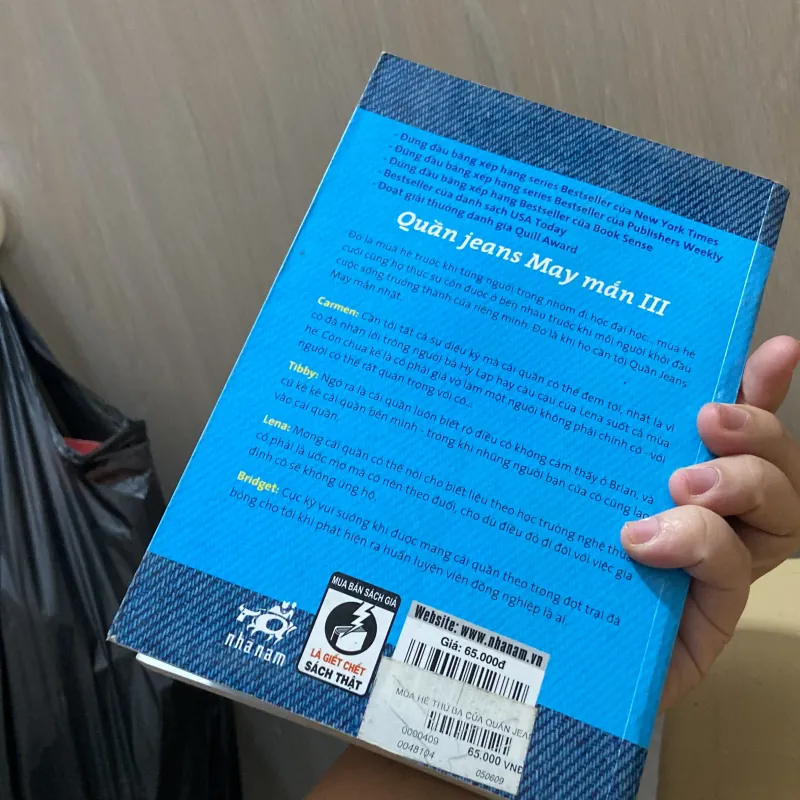 - Đứng đầu bảng xếp hạng series Bestseller của New York Times
- Đứng đầu bảng xếp hạng series Bestseller của Publishers Weekly
- Đứng đầu bảng xếp hạng Bestseller của Book Sense
- Bestseller của danh sách USA Today
- Đoạt giải thưởng danh giá Quill Award
Quần jeans May mắn III
Đó là mùa hè trước khi từng người trong nhóm đi học đại học... mùa hè
cuối cùng họ thực sự còn được ở bên nhau trước khi mỗi người khởi đầu
cuộc sống trưởng thành của riêng mình. Đó là khi họ cần tới Quần Jeans
May mắn nhất.
Carmen: Cần tới tất cả sự diệu kỳ mà cái quần có thể đem tới, nhất là vì
cô đã nhận lời trông người bà Hy Lạp hay càu cạu của Lena suốt cả mùa
hè. Còn chưa kể là cô phải giả vờ làm một người không phải chính cô - với
người có thể rất quan trọng với cô...
Tibby: Ngờ ra là cái quần luôn biết rõ điều cô không cảm thấy ở Brian, và
cứ kè kè cái quần bên mình - trong khi những người bạn của cô cũng lao
vào cái quần.
Lena: Mong cái quần có thể nói cho biết liệu theo học trường nghệ thuật
có phải là ước mơ mà cô nên theo đuổi, cho dù điều đó đi đôi với việc gia
đình cô sẽ không ủng hộ.
Bridget: Cực kỳ vui sướng khi được mang cái quần theo trong đợt trại đá
bóng cho tới khi phát hiện ra huấn luyện viên đồng nghiệp là ai.
nhã nam
MUA BÁN SÁCH GIẢ
LÀ GIẾT CHẾT
SÁCH THẬT
Website: www.nhanam.vn
Giá: 65.000đ
MÙA HÈ THỨ BA CỦA QUẦN JEAN
0000409
0048104
65.000 VND
050609